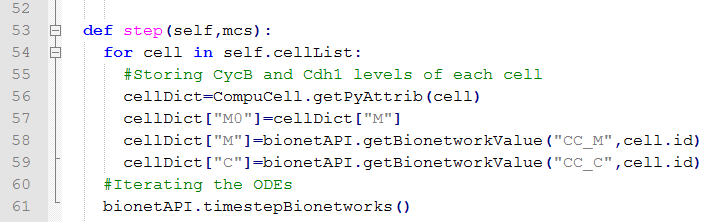 52
53 def step(self,mcs):
54 for cell in self.cellList:
55 #Storing CycB and Cdh1 levels of each cell
56 cellDict=CompuCell.getPyAttrib(cell)
57 cellDict["M0"]=cellDict["M"]
58 cellDict["M"]=bionetAPI.getBionetworkValue("CC_M",cell.id)
59 cellDict["C"]=bionetAPI.getBionetworkValue("CC_C",cell.id)
60 #Iterating the ODEs
61 bionetAPI.timestepBionetworks()